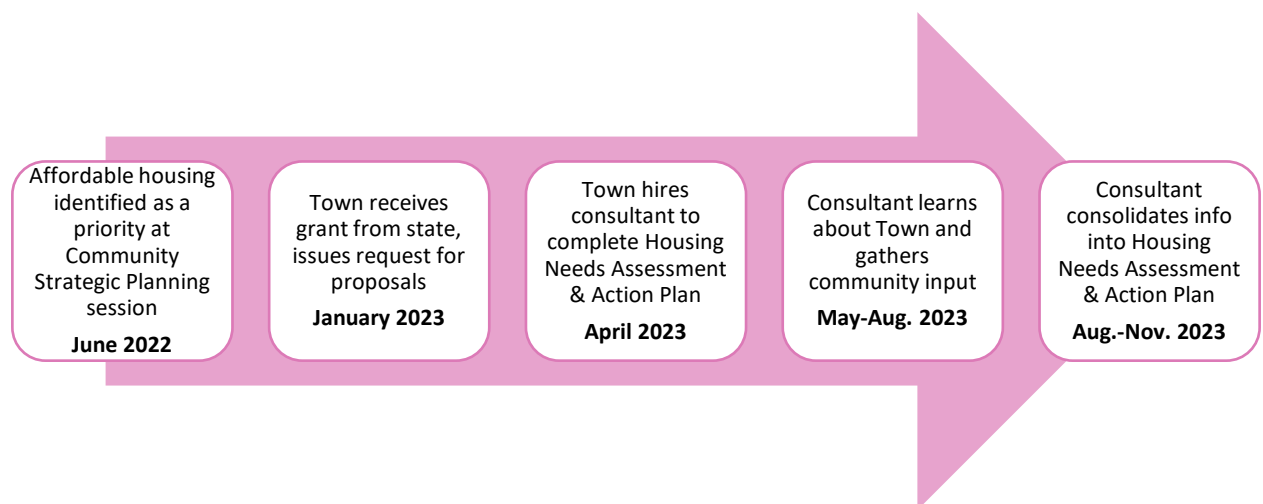 Affordable housing
identified as a
priority at
Community
Strategic Planning
session
June 2022
Town receives
grant from state,
issues request for
proposals
January 2023
Town hires
consultant to
complete Housing
Needs Assessment
& Action Plan
April 2023
Consultant learns
about Town and
gathers
community input
May-Aug. 2023
Consultant
consolidates info
into Housing
Needs Assessment
& Action Plan
Aug.-Nov. 2023